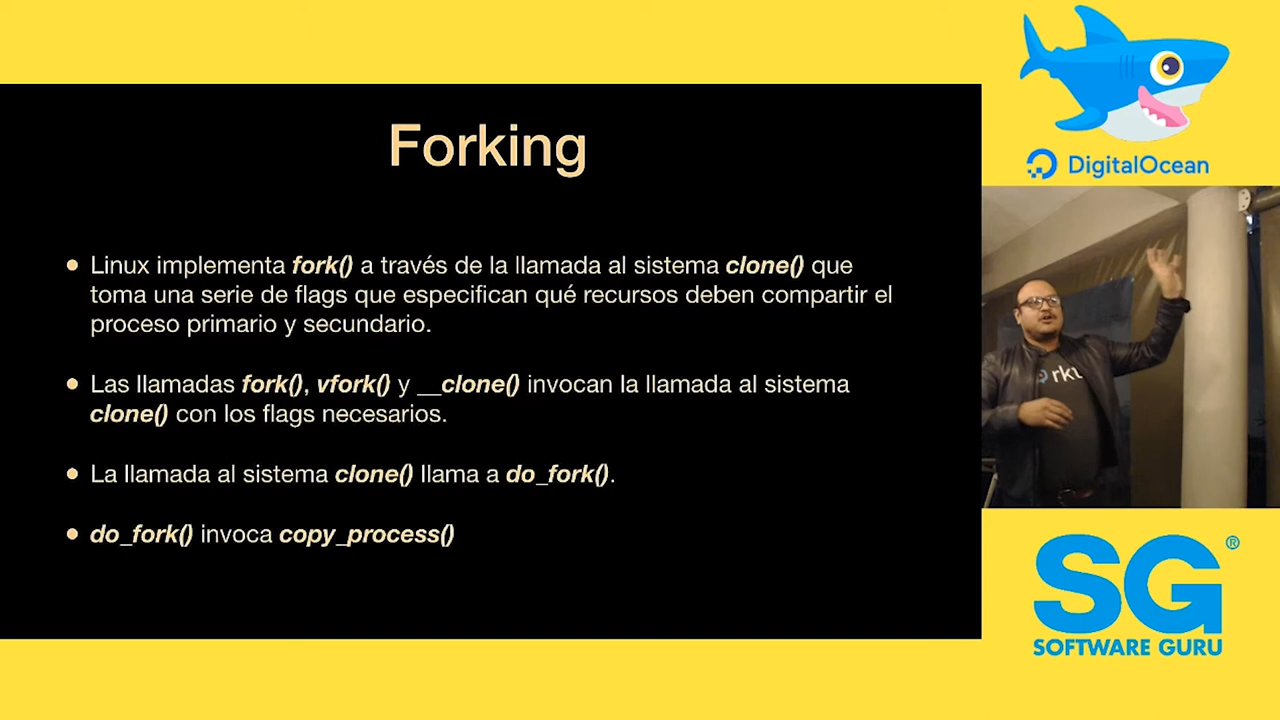 Forking
• Linux implementa fork() a través de la llamada al sistema clone() que
toma una serie de flags que especifican qué recursos deben compartir el
proceso primario y secundario.
• Las llamadas fork(), vfork() y __clone() invocan la llamada al sistema
clone() con los flags necesarios.
• La llamada al sistema clone() llama a do_fork().
• do_fork() invoca copy_process()
DigitalOcean
SG®
SOFTWARE GURU